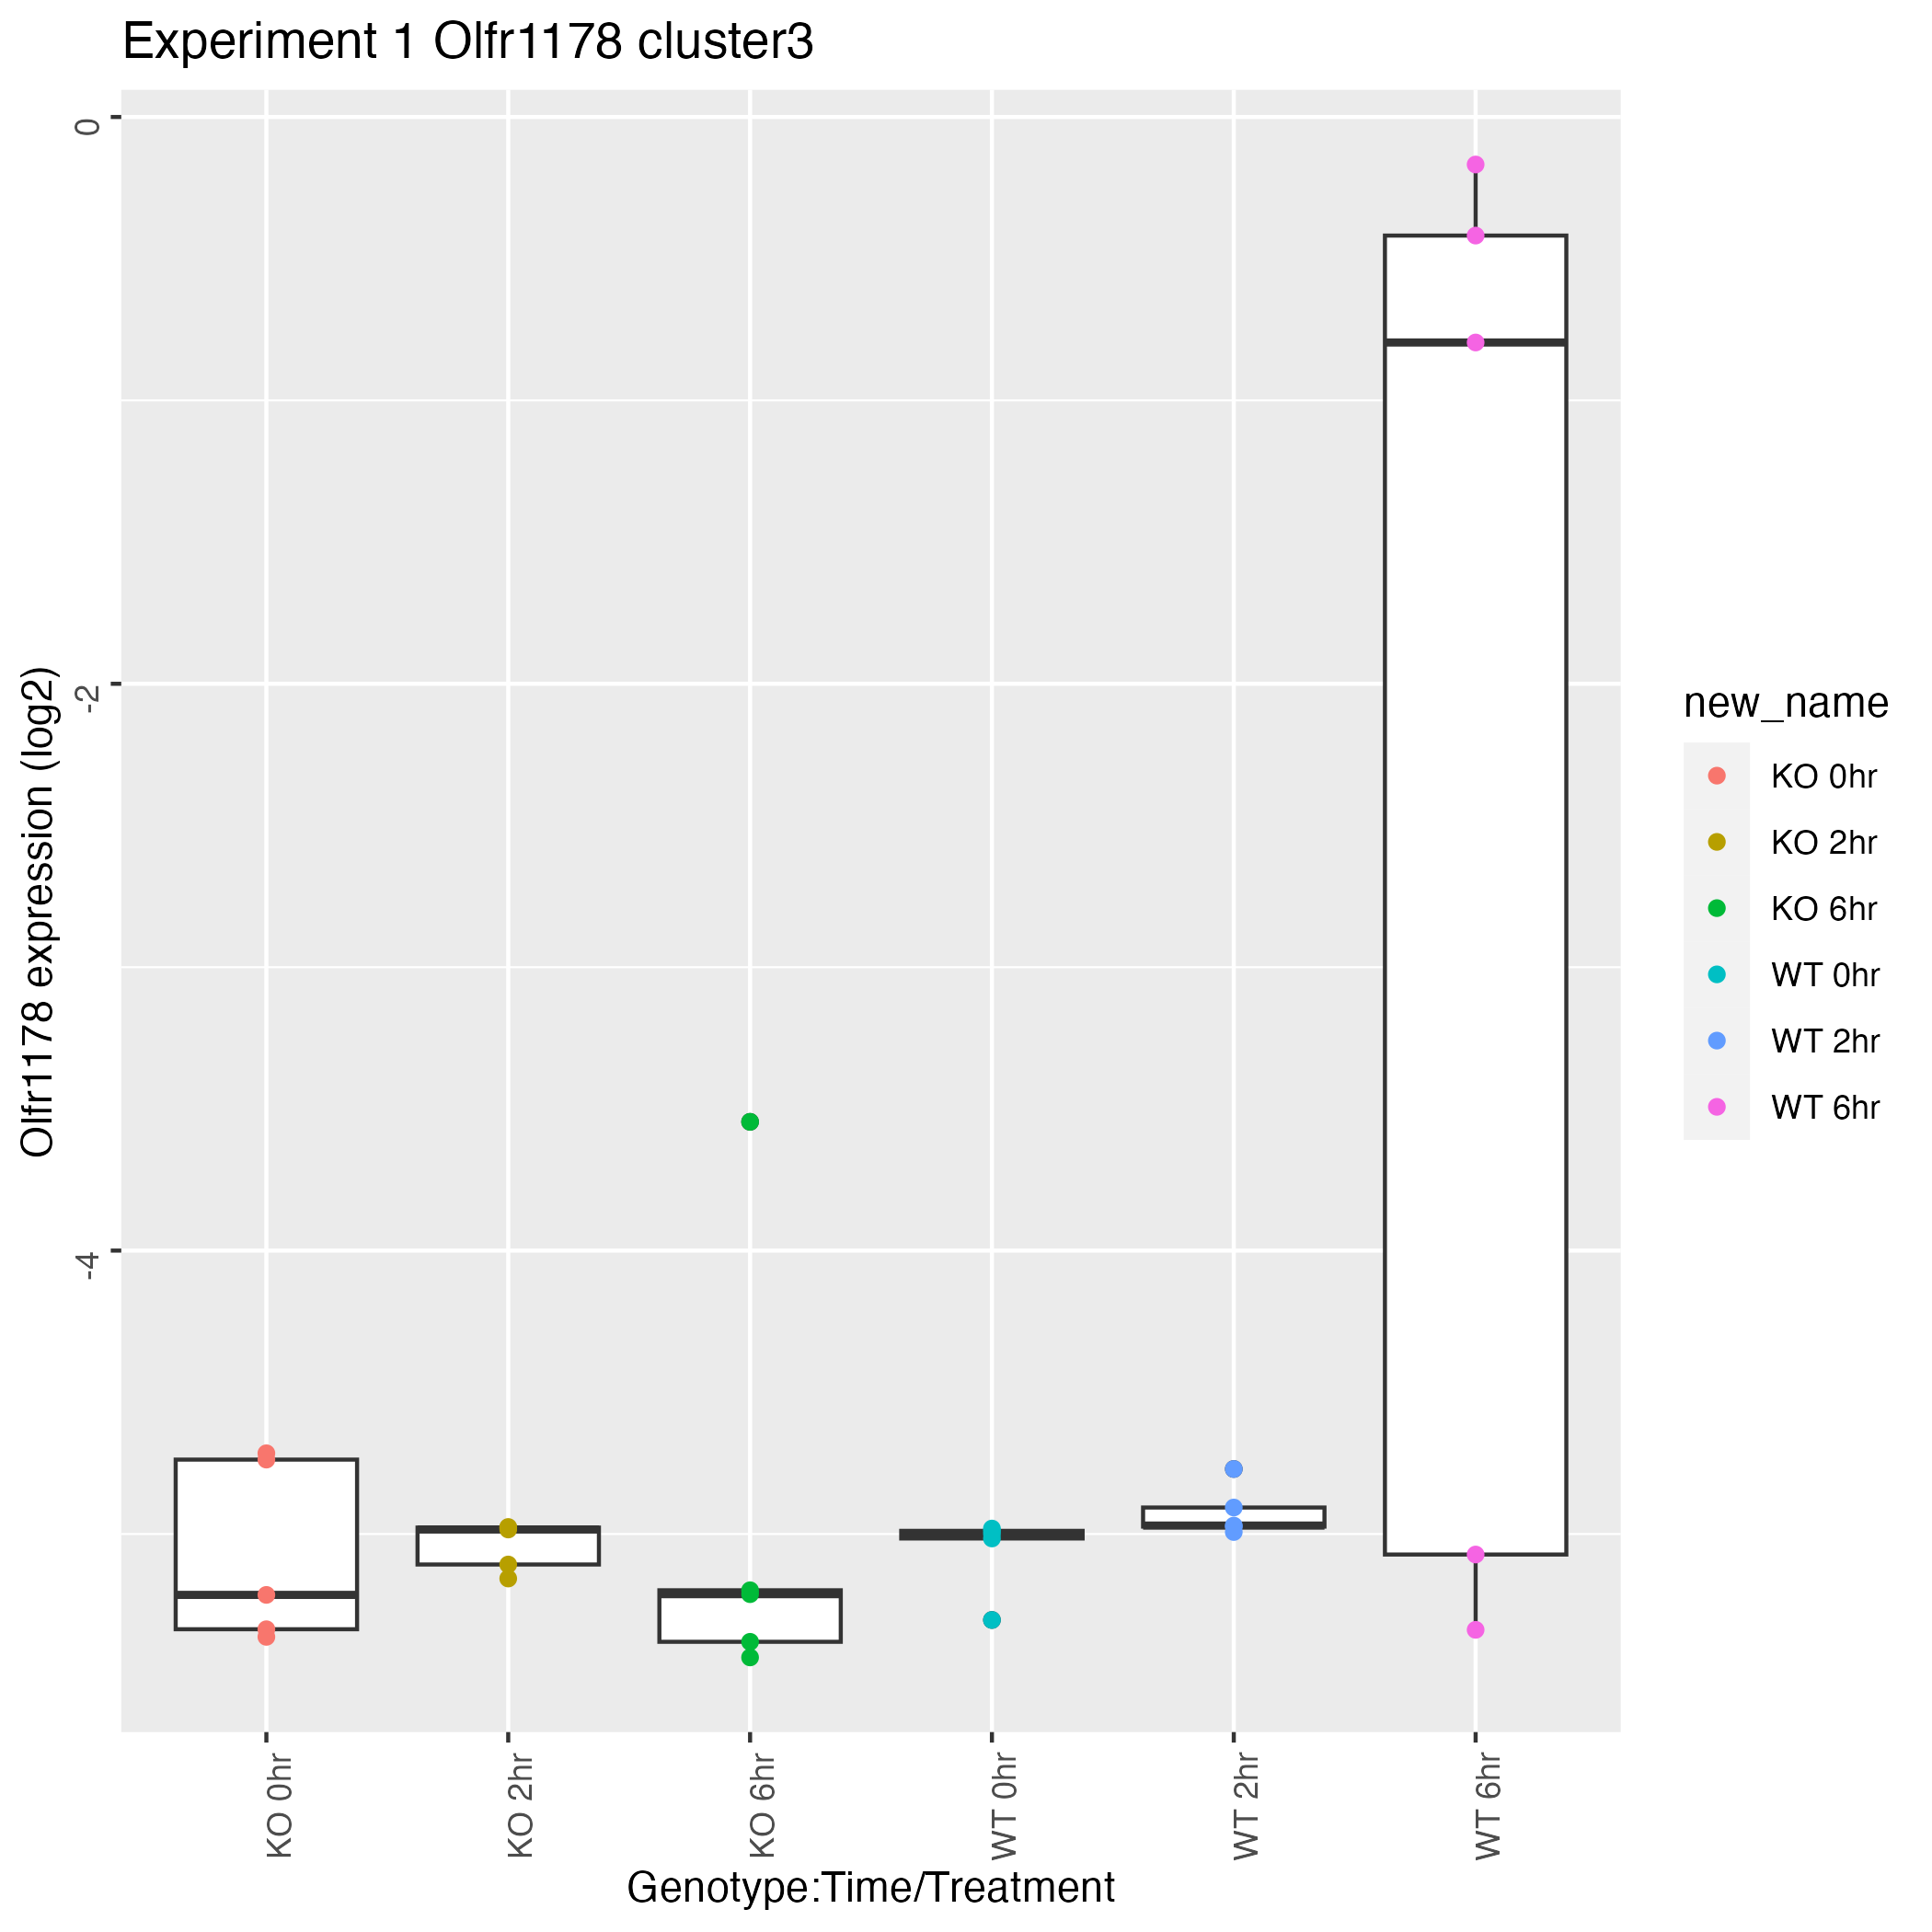 Experiment 1 Olfr1178 cluster3
Olfr1178 expression (log2)
0
-2
-4
KO 0hr
KO 2hr
KO 6hr
WT 0hr
WT 2hr
WT 6hr
Genotype:Time/Treatment
new_name
KO 0hr
KO 2hr
KO 6hr
WT 0hr
WT 2hr
WT 6hr